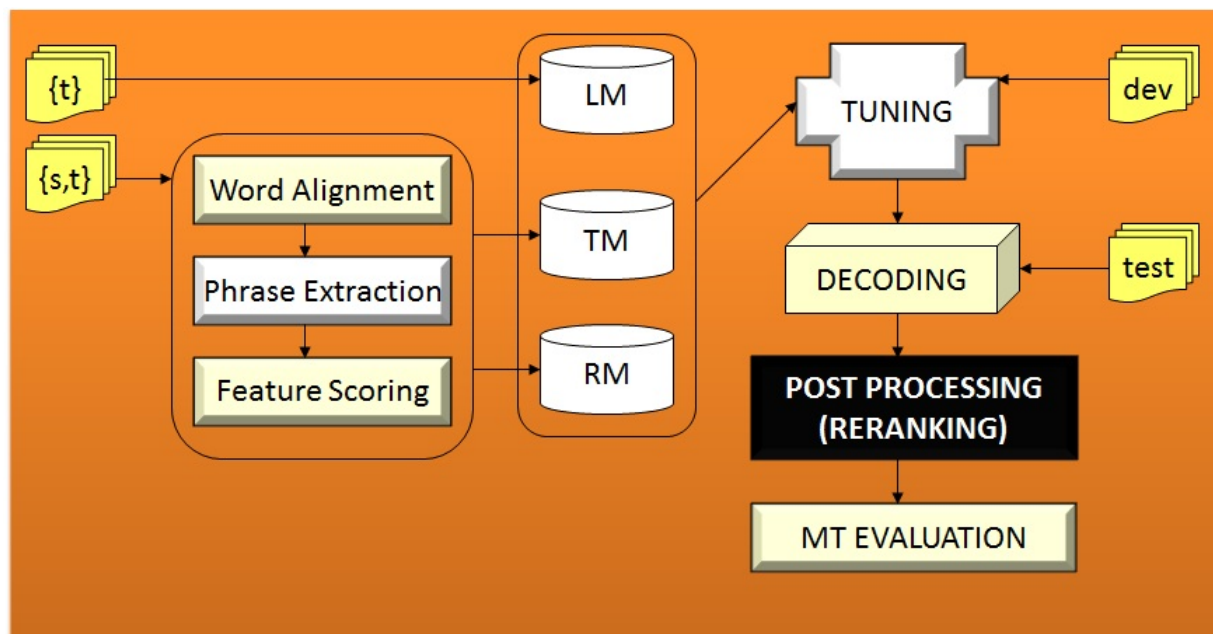 {t}
{s,t}
Word Alignment
Phrase Extraction
Feature Scoring
LM
TM
RM
TUNING
dev
DECODING
test
POST PROCESSING
(RERANKING)
MT EVALUATION